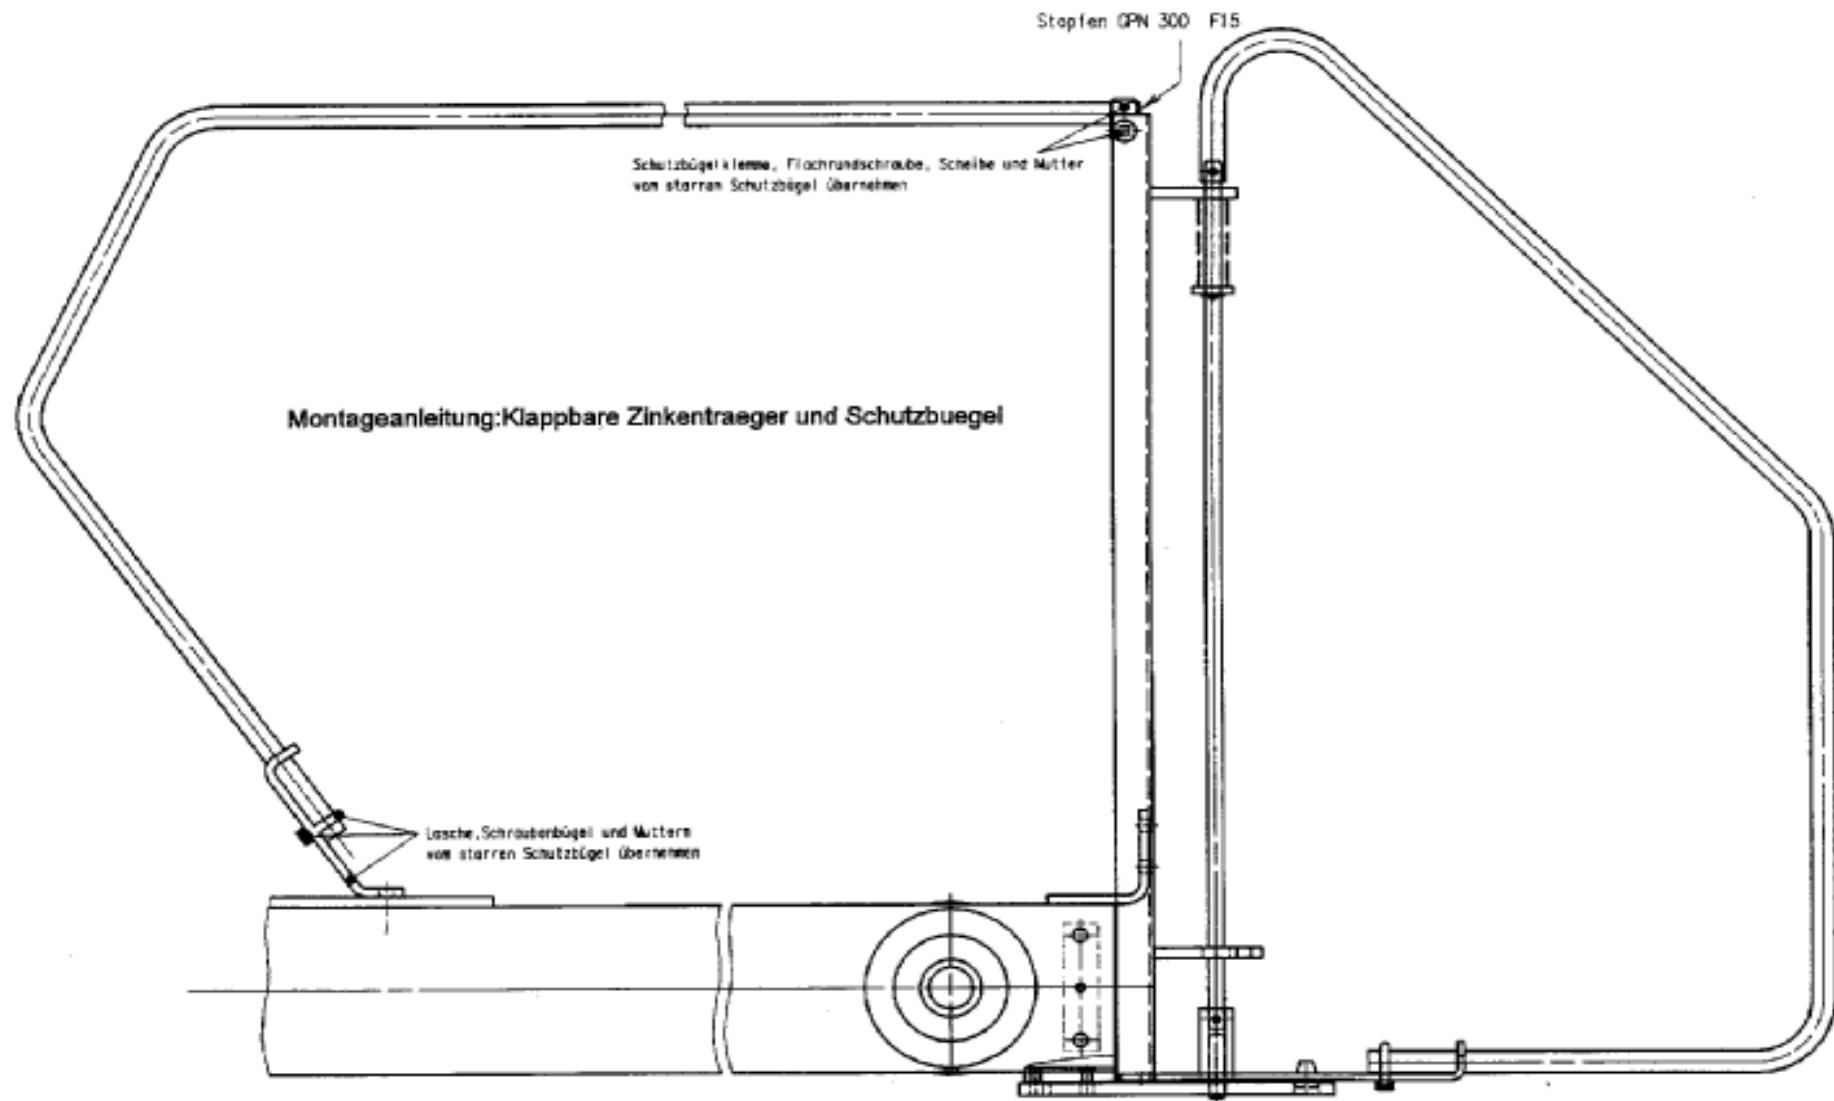 Stopfen GPN 300 F15
Schutzbügelklemme, Flachrundschraube, Scheibe und Mutter
vom starren Schutzbügel übernehmen
Montageanleitung:Klappbare Zinkentraeger und Schutzbuegel
Lasche,Schraubenbügel und Muttern
vom starren Schutzbügel übernehmen